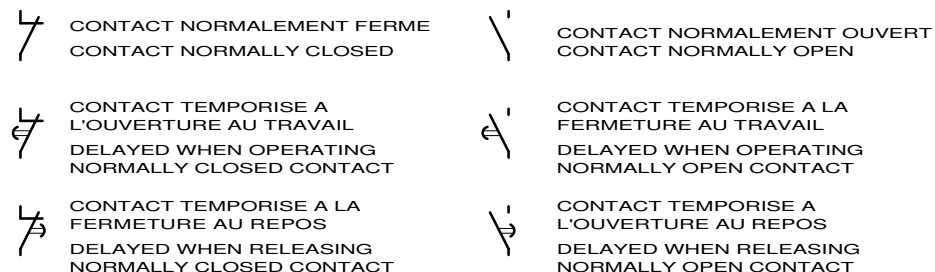 CONTACT NORMALEMENT FERME
CONTACT NORMALLY CLOSED
CONTACT NORMALEMENT OUVERT
CONTACT NORMALLY OPEN
CONTACT TEMPORISE A
L'OUVERTURE AU TRAVAIL
DELAYED WHEN OPERATING
NORMALLY CLOSED CONTACT
CONTACT TEMPORISE A LA
FERMETURE AU TRAVAIL
DELAYED WHEN OPERATING
NORMALLY OPEN CONTACT
CONTACT TEMPORISE A LA
FERMETURE AU REPOS
DELAYED WHEN RELEASING
NORMALLY CLOSED CONTACT
CONTACT TEMPORISE A
L'OUVERTURE AU REPOS
DELAYED WHEN RELEASING
NORMALLY OPEN CONTACT